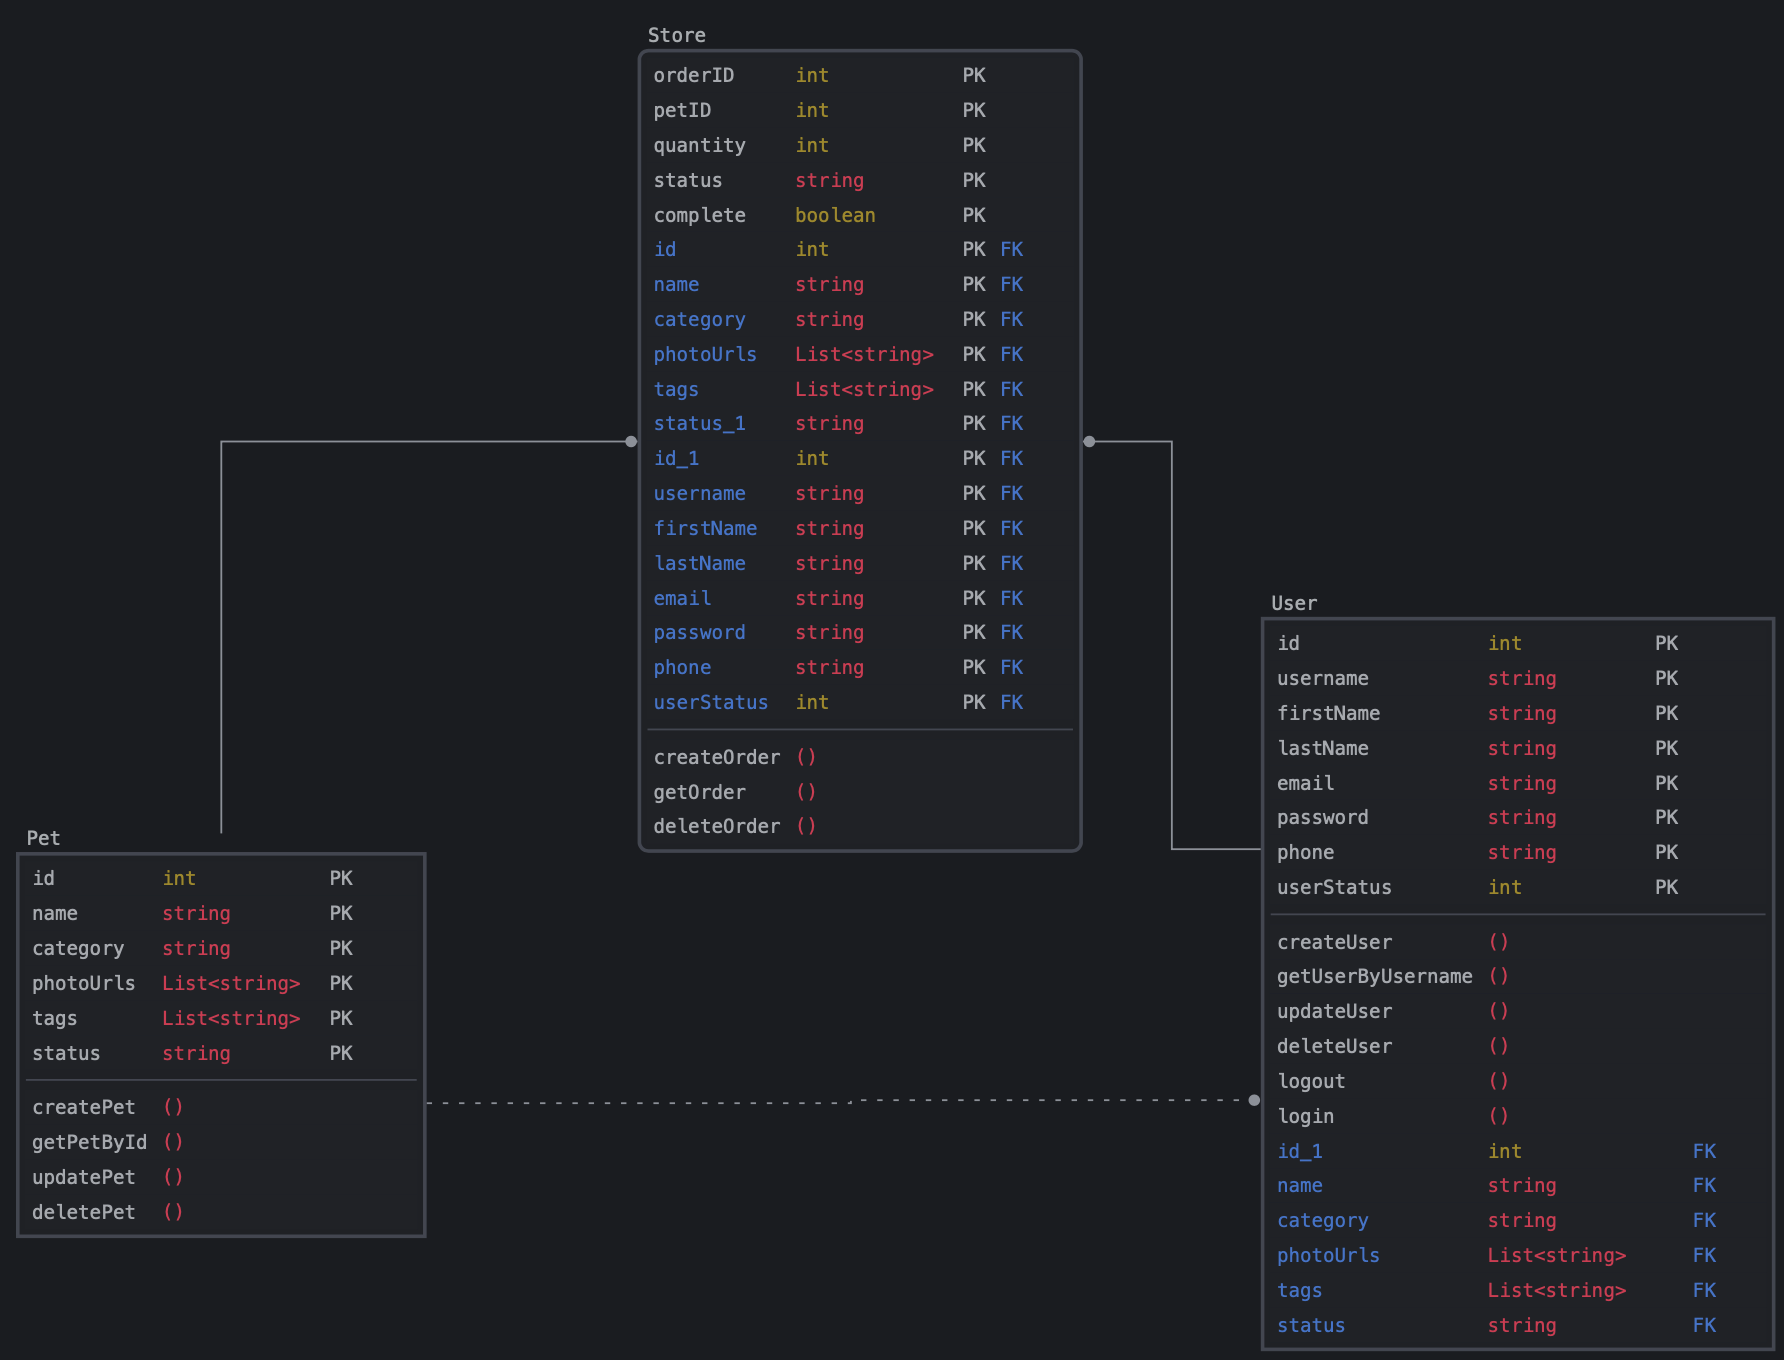 Store
orderID int PK
petID int PK
quantity int PK
status string PK
complete boolean PK
id int PK FK
name string PK FK
category string PK FK
photoUrls List<string> PK FK
tags List<string> PK FK
status_1 string PK FK
id_1 int PK FK
username string PK FK
firstName string PK FK
lastName string PK FK
email string PK FK
password string PK FK
phone string PK FK
userStatus int PK FK
createOrder ()
getOrder ()
deleteOrder ()
Pet
id int PK
name string PK
category string PK
photoUrls List<string> PK
tags List<string> PK
status string PK
createPet ()
getPetById ()
updatePet ()
deletePet ()
User
id int PK
username string PK
firstName string PK
lastName string PK
email string PK
password string PK
phone string PK
userStatus int PK
createUser ()
getUserByUsername ()
updateUser ()
deleteUser ()
logout ()
login ()
id_1 int FK
name string FK
category string FK
photoUrls List<string> FK
tags List<string> FK
status string FK